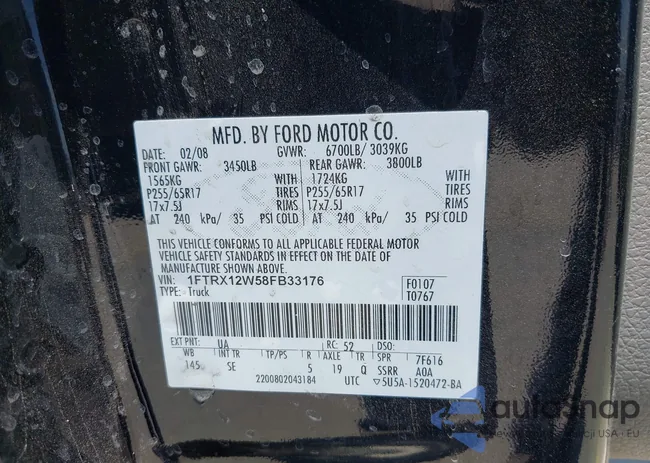 MFD. BY FORD MOTOR CO.
DATE: 02/08 GVWR: 6700LB/ 3039KG
FRONT GAWR: 3450LB REAR GAWR: 3800LB
1565KG WITH 1724KG WITH
P255/65R17 TIRES P255/65R17 TIRES
17x7.5J RIMS 17x7.5J RIMS
AT 240 kPa/ 35 PSI COLD AT 240 kPa/ 35 PSI COLD
THIS VEHICLE CONFORMS TO ALL APPLICABLE FEDERAL MOTOR
VEHICLE SAFETY STANDARDS IN EFFECT ON THE DATE OF
MANUFACTURE SHOWN ABOVE.
VIN: 1FTRX12W58FB33176 F0107
TYPE: Truck T0767
EXT PNT: UA RC: 52 DSO:
WB INT TR TP/PS R AXLE TR SPR 7F616
145 SE 5 19 Q SSRR A0A
2200802043184 UTC ▽5U5A-1520472-BA
autosnap
Vehicle Auctions USA - EU